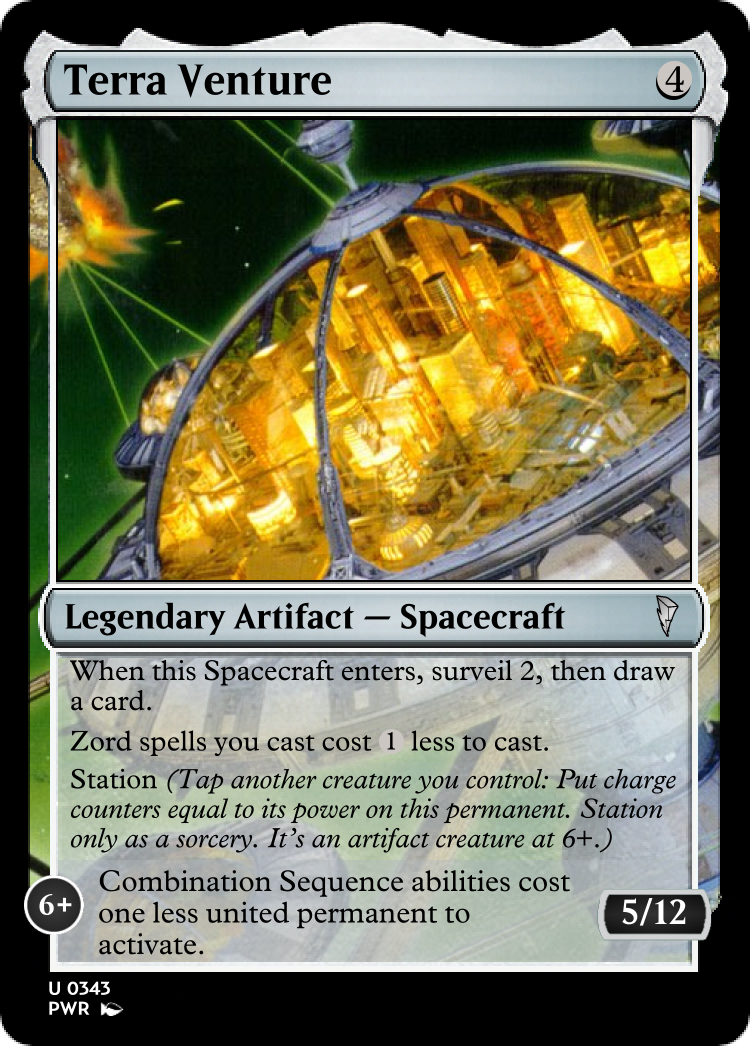 Terra Venture 4
Legendary Artifact — Spacecraft
When this Spacecraft enters, surveil 2, then draw
a card.
Zord spells you cast cost 1 less to cast.
Station (Tap another creature you control: Put charge
counters equal to its power on this permanent. Station
only as a sorcery. It's an artifact creature at 6+.)
Combination Sequence abilities cost
6+ one less united permanent to 5/12
activate.
U 0343
PWR